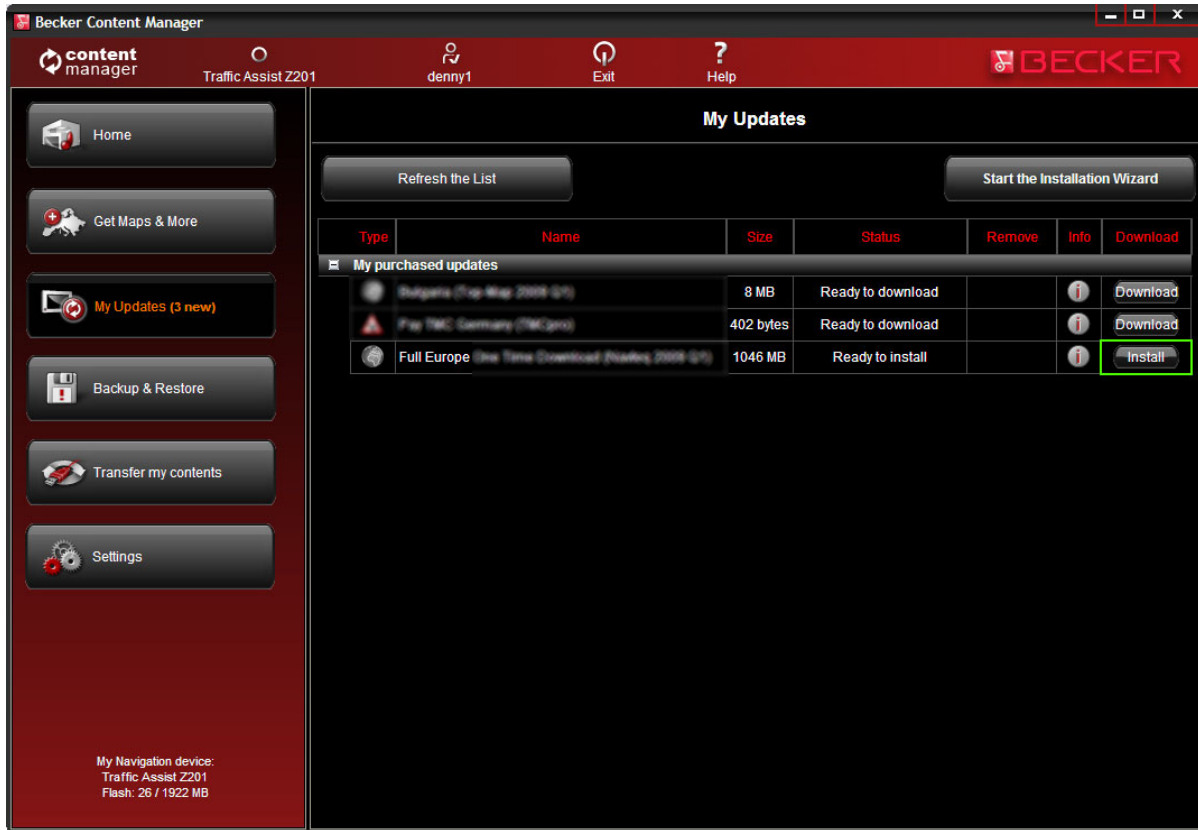 Becker Content Manager
content
manager
Traffic Assist Z201
denny1
Exit
?
Help
BECKER
Home
Get Maps & More
My Updates (3 new)
Backup & Restore
Transfer my contents
Settings
My Navigation device:
Traffic Assist Z201
Flash: 26 / 1922 MB
My Updates
Refresh the List
Start the Installation Wizard
Type Name Size Status Remove Info Download
My purchased updates
8 MB Ready to download i Download
402 bytes Ready to download i Download
Full Europe 1046 MB Ready to install i Install